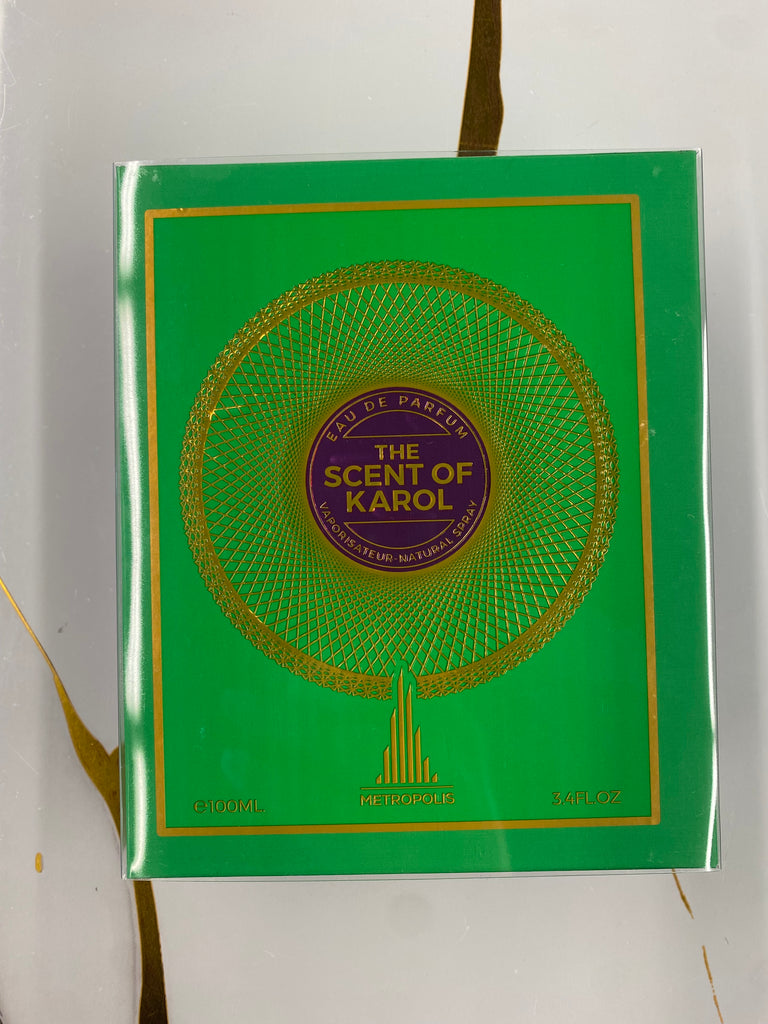 EAU DE PARFUM
THE
SCENT OF
KAROL
VAPORISATEUR-NATURAL SPRAY
METROPOLIS
℮100ML.
3.4FL.OZ